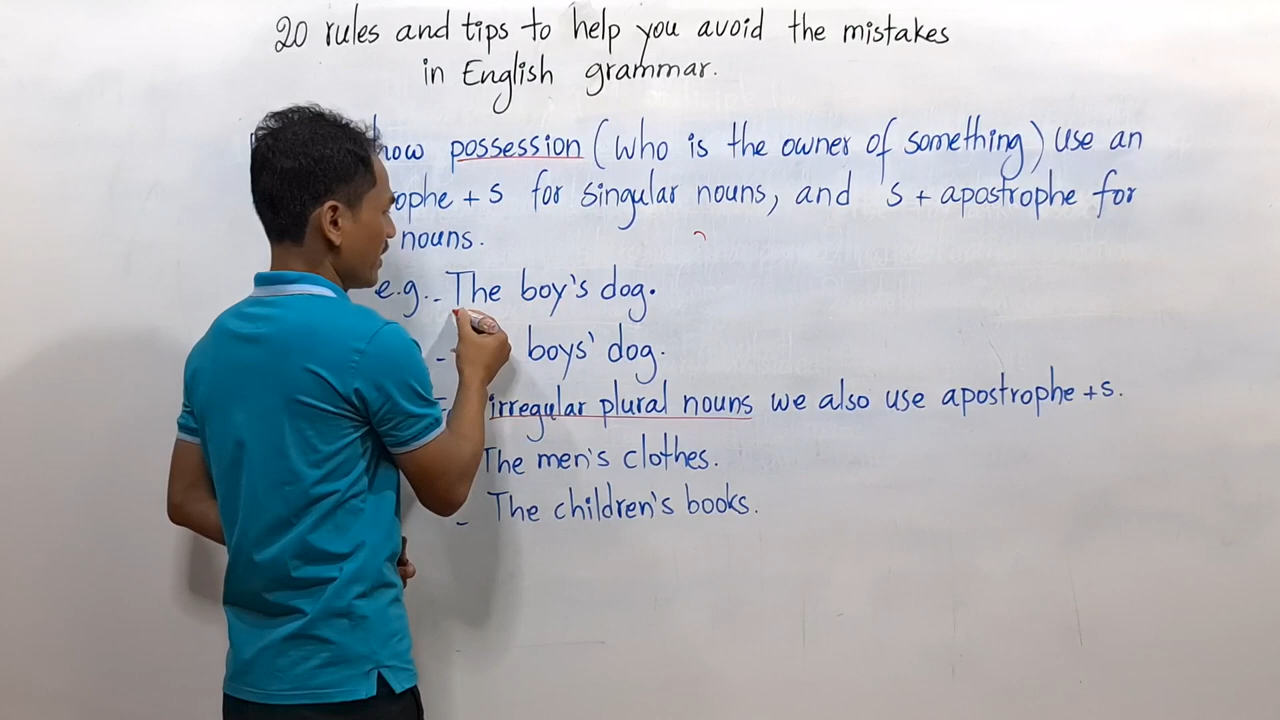 20 rules and tips to help you avoid the mistakes
in English grammar.
how possession (who is the owner of something) use an
ophe + s for singular nouns, and s + apostrophe for
nouns.
e.g. - The boy's dog.
- boys' dog.
irregular plural nouns we also use apostrophe + s.
The men's clothes.
- The children's books.